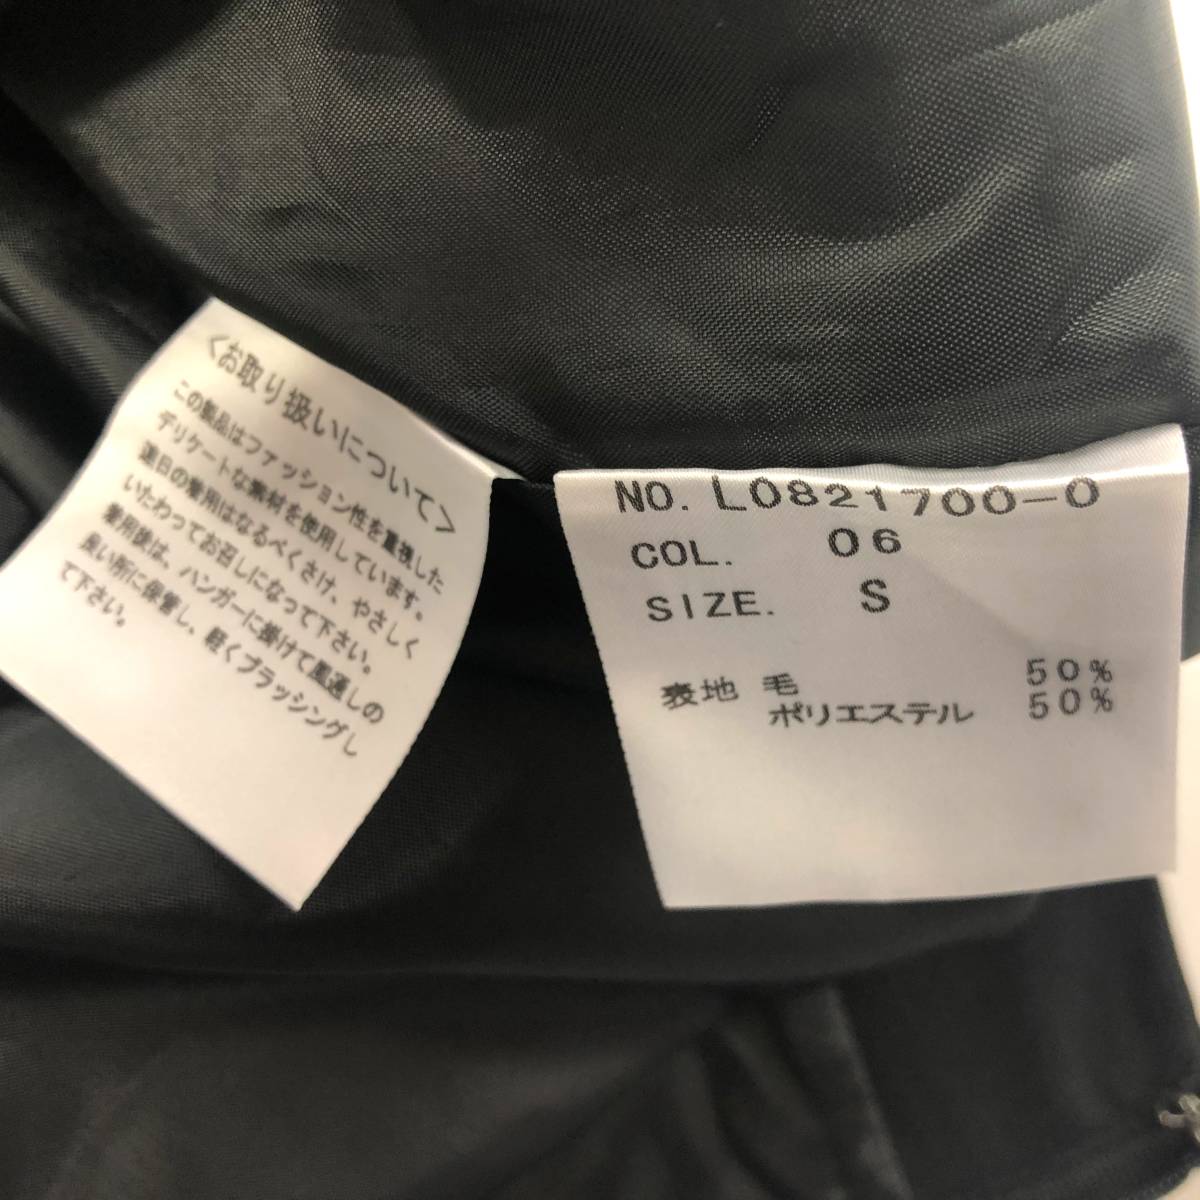 <お取り扱いについて>
この製品はファッション性を重視した
デリケートな素材を使用しています。
連日の着用はなるべくさけ、やさしく
いたわってお召しになって下さい。
着用後は、ハンガーに掛けて風通しの
良い所に保管し、軽くブラッシングし
て下さい。
NO. L0821700-0
COL. 06
SIZE. S
表地 毛 50%
ポリエステル 50%